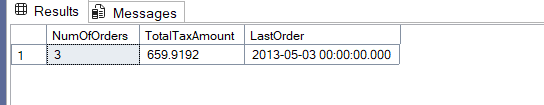 Results Messages
NumOfOrders TotalTaxAmount LastOrder
1 3 659.9192 2013-05-03 00:00:00.000